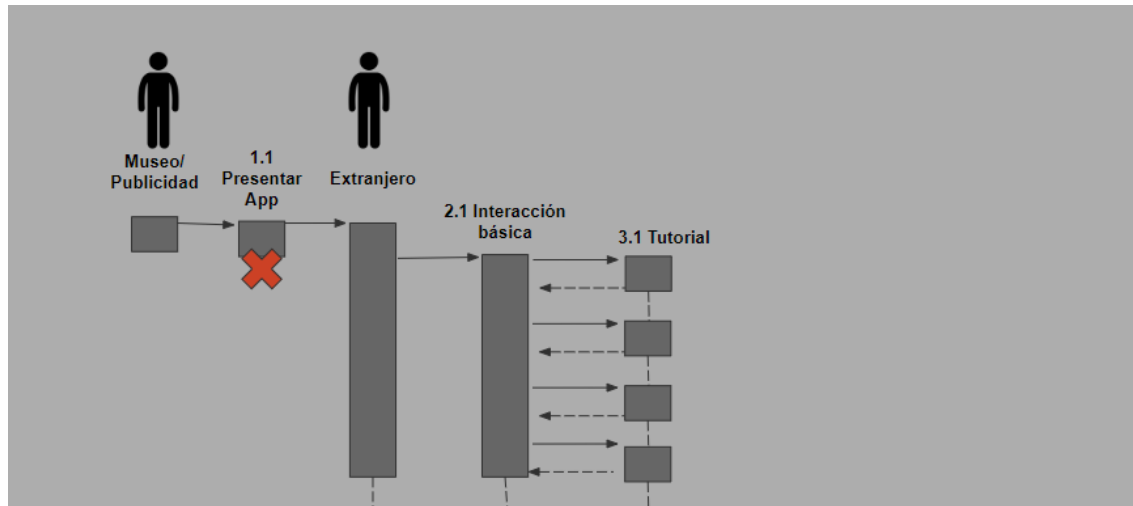 Museo/
Publicidad
1.1
Presentar
App
Extranjero
2.1 Interacción
básica
3.1 Tutorial